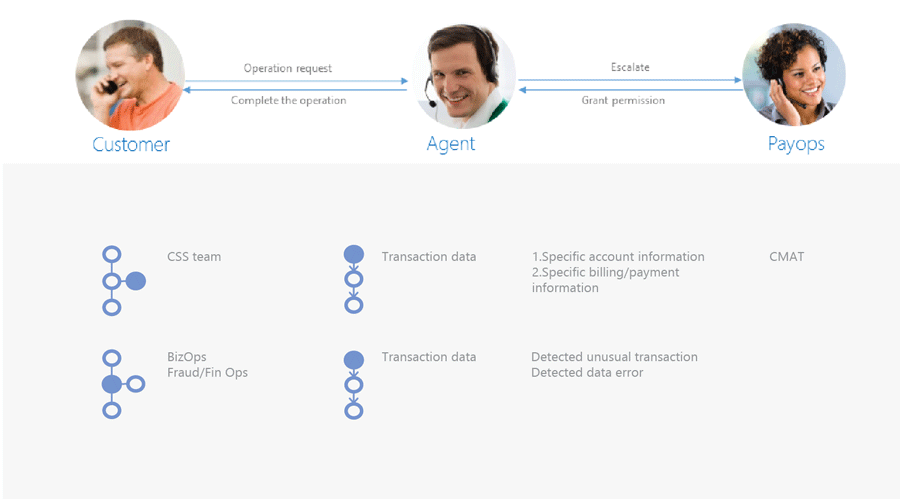 Operation request
Complete the operation
Escalate
Grant permission
Customer
Agent
Payops
CSS team
Transaction data
1.Specific account information
2.Specific billing/payment
information
CMAT
BizOps
Fraud/Fin Ops
Transaction data
Detected unusual transaction
Detected data error